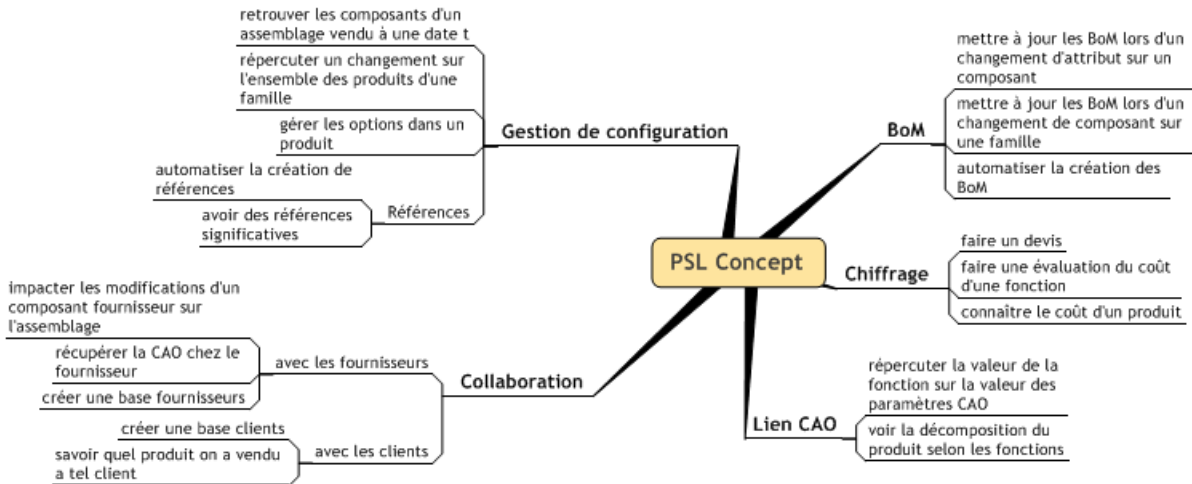 retrouver les composants d'un
assemblage vendu à une date t
répercuter un changement sur
l'ensemble des produits d'une
famille
gérer les options dans un
produit
Gestion de configuration
automatiser la création de
références
avoir des références
significatives
Références
mettre à jour les BoM lors d'un
changement d'attribut sur un
composant
BoM
mettre à jour les BoM lors d'un
changement de composant sur
une famille
automatiser la création des
BoM
PSL Concept
faire un devis
Chiffrage
faire une évaluation du coût
d'une fonction
connaître le coût d'un produit
impacter les modifications d'un
composant fournisseur sur
l'assemblage
récupérer la CAO chez le
fournisseur
avec les fournisseurs
créer une base fournisseurs
Collaboration
créer une base clients
avec les clients
savoir quel produit on a vendu
a tel client
répercuter la valeur de la
fonction sur la valeur des
paramètres CAO
Lien CAO
voir la décomposition du
produit selon les fonctions